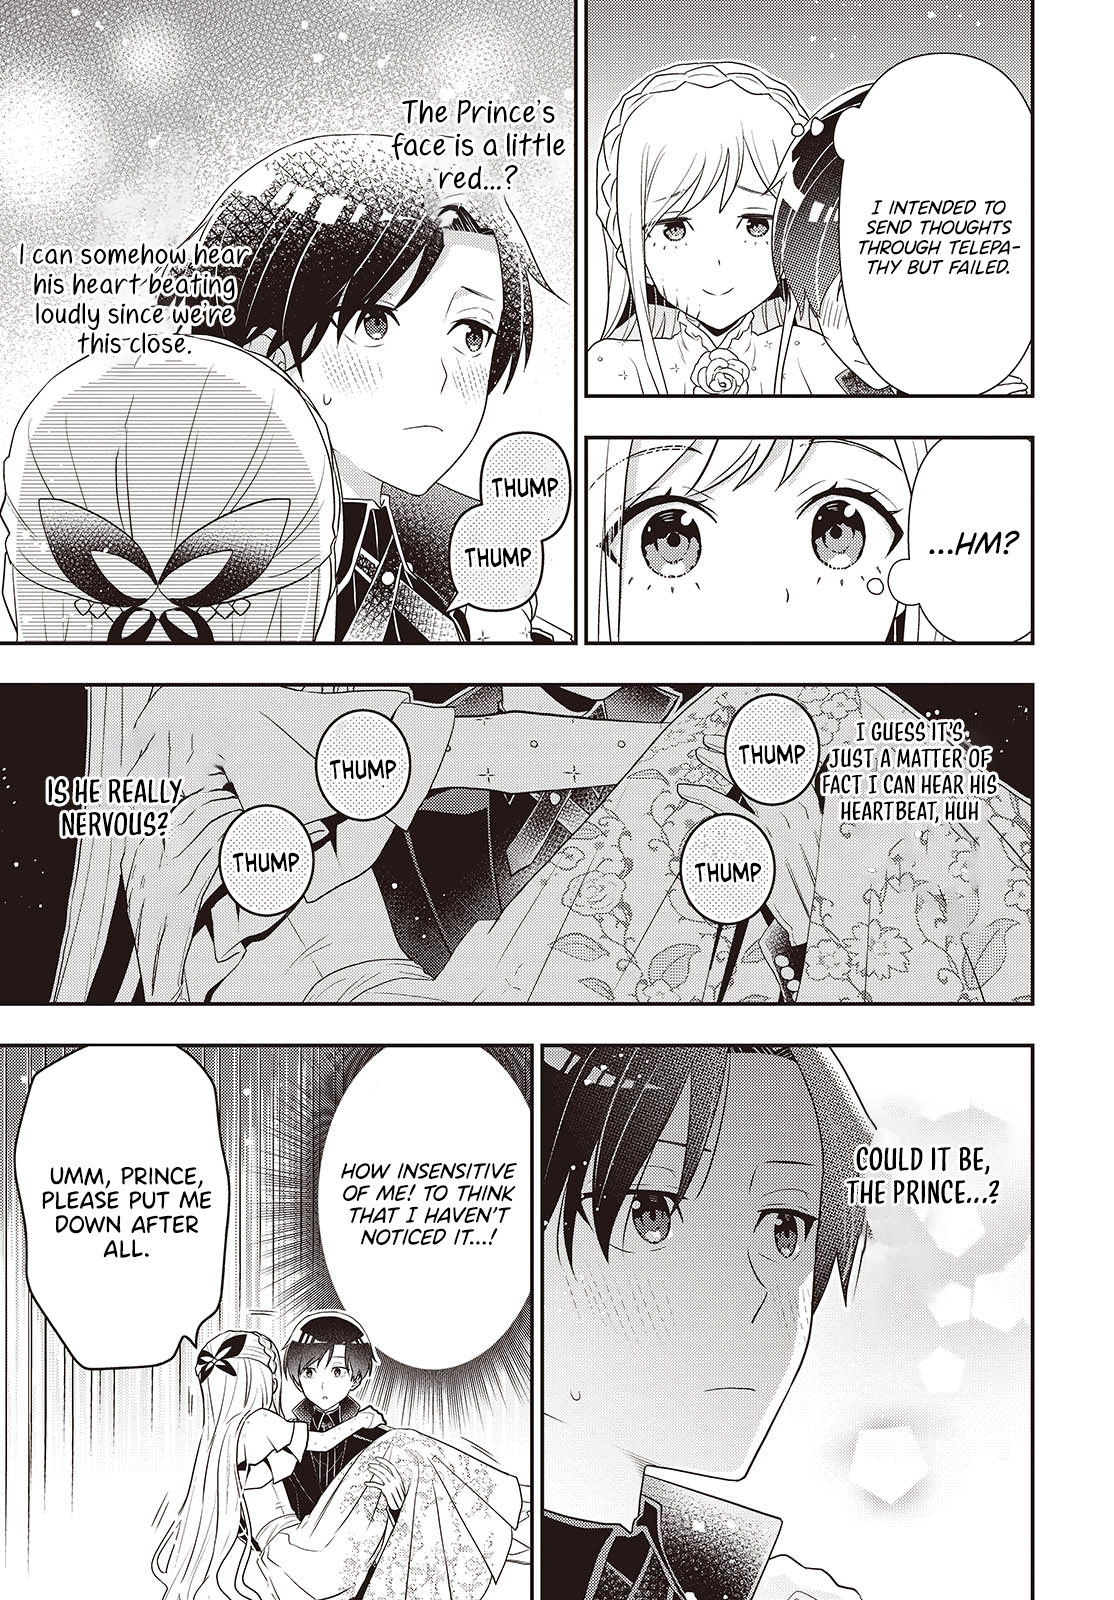 I INTENDED TO
SEND THOUGHTS
THROUGH TELEPA-
THY BUT FAILED.
...HM?
The Prince's
face is a little
red...?
I can somehow hear
his heart beating
loudly since we're
this close.
THUMP
THUMP
I GUESS IT'S
JUST A MATTER OF
FACT I CAN HEAR HIS
HEARTBEAT, HUH
THUMP
THUMP
THUMP
THUMP
IS HE REALLY
NERVOUS?
COULD IT BE,
THE PRINCE...?
HOW INSENSITIVE
OF ME! TO THINK
THAT I HAVEN'T
NOTICED IT...!
UMM, PRINCE,
PLEASE PUT ME
DOWN AFTER
ALL.